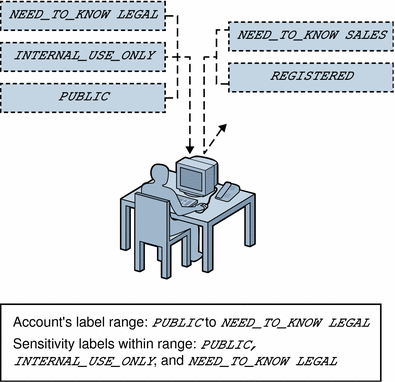 NEED_TO_KNOW LEGAL
INTERNAL_USE_ONLY
PUBLIC
NEED_TO_KNOW SALES
REGISTERED
Account's label range: PUBLIC to NEED_TO_KNOW LEGAL
Sensitivity labels within range: PUBLIC,
INTERNAL_USE_ONLY, and NEED_TO_KNOW LEGAL